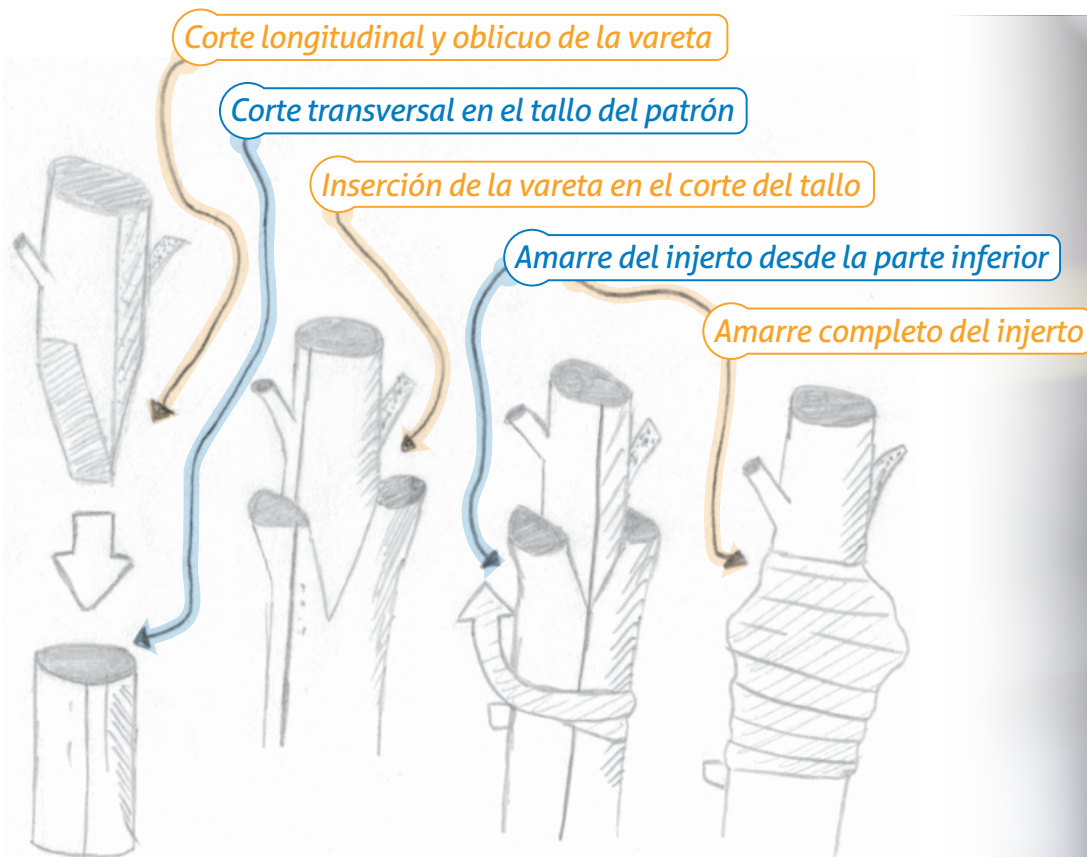 Corte longitudinal y oblicuo de la vareta
Corte transversal en el tallo del patrón
Inserción de la vareta en el corte del tallo
Amarre del injerto desde la parte inferior
Amarre completo del injerto